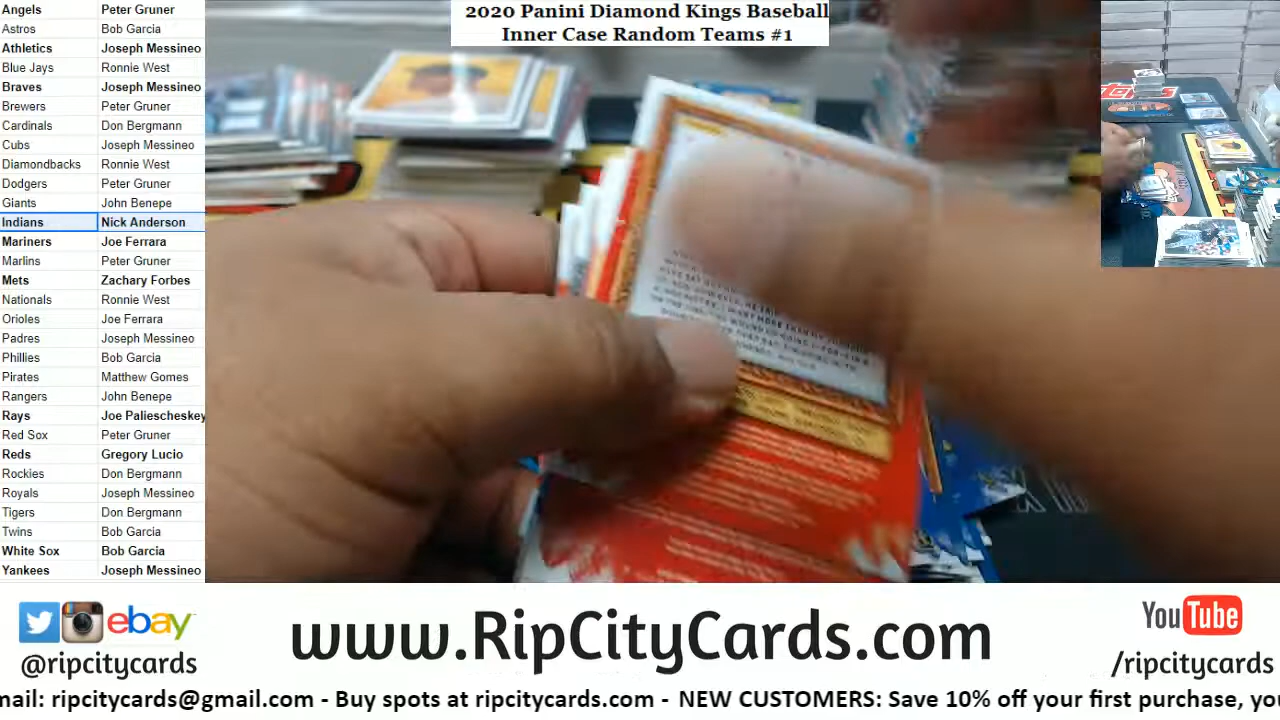 2020 Panini Diamond Kings Baseball
Inner Case Random Teams #1
Angels Peter Gruner
Astros Bob Garcia
Athletics Joseph Messineo
Blue Jays Ronnie West
Braves Joseph Messineo
Brewers Peter Gruner
Cardinals Don Bergmann
Cubs Joseph Messineo
Diamondbacks Ronnie West
Dodgers Peter Gruner
Giants John Benepe
Indians Nick Anderson
Mariners Joe Ferrara
Marlins Peter Gruner
Mets Zachary Forbes
Nationals Ronnie West
Orioles Joe Ferrara
Padres Joseph Messineo
Phillies Bob Garcia
Pirates Matthew Gomes
Rangers John Benepe
Rays Joe Paliescheskey
Red Sox Peter Gruner
Reds Gregory Lucio
Rockies Don Bergmann
Royals Joseph Messineo
Tigers Don Bergmann
Twins Bob Garcia
White Sox Bob Garcia
Yankees Joseph Messineo
ebay
@ripcitycards
www.RipCityCards.com
YouTube
/ripcitycards
mail: ripcitycards@gmail.com - Buy spots at ripcitycards.com - NEW CUSTOMERS: Save 10% off your first purchase, you